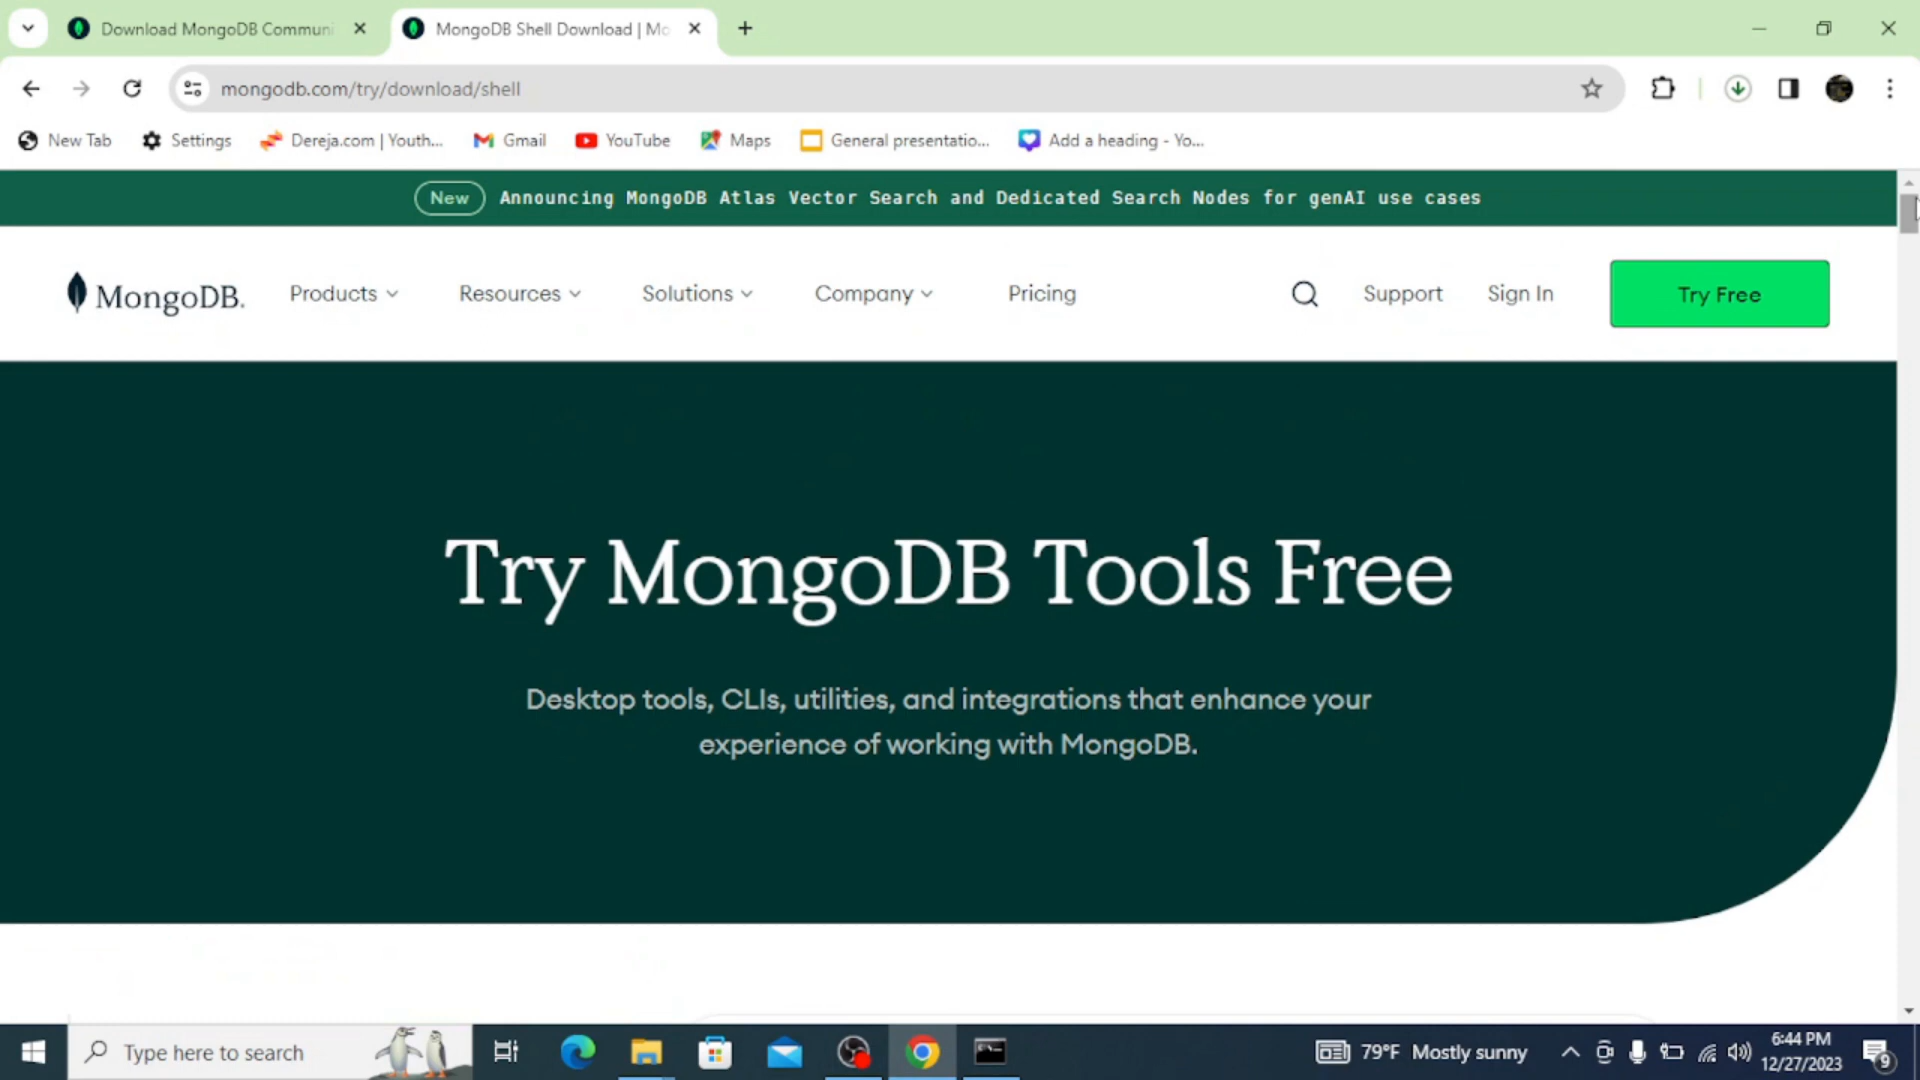 Download MongoDB Communi
MongoDB Shell Download | Mo
mongodb.com/try/download/shell
New Tab
Settings
Dereja.com | Youth...
Gmail
YouTube
Maps
General presentatio...
Add a heading - Yo...
New Announcing MongoDB Atlas Vector Search and Dedicated Search Nodes for genAI use cases
MongoDB.
Products
Resources
Solutions
Company
Pricing
Support
Sign In
Try Free
Try MongoDB Tools Free
Desktop tools, CLIs, utilities, and integrations that enhance your
experience of working with MongoDB.
Type here to search
79°F Mostly sunny
6:44 PM
12/27/2023
9